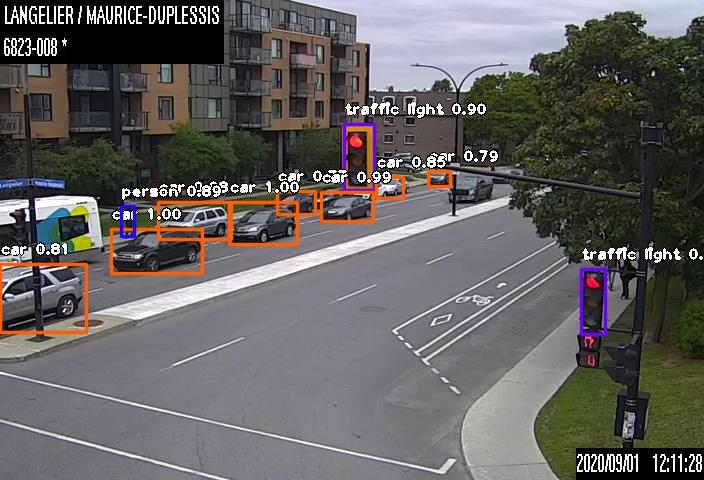 LANGELIER / MAURICE-DUPLESSIS
6823-008 *
traffic light 0.90
car 0.79
car 0.85
car 0.99
person 0.89
car 1.00
car 1.00
car 0.81
traffic light 0.
Langelier
2020/09/01 12:11:28